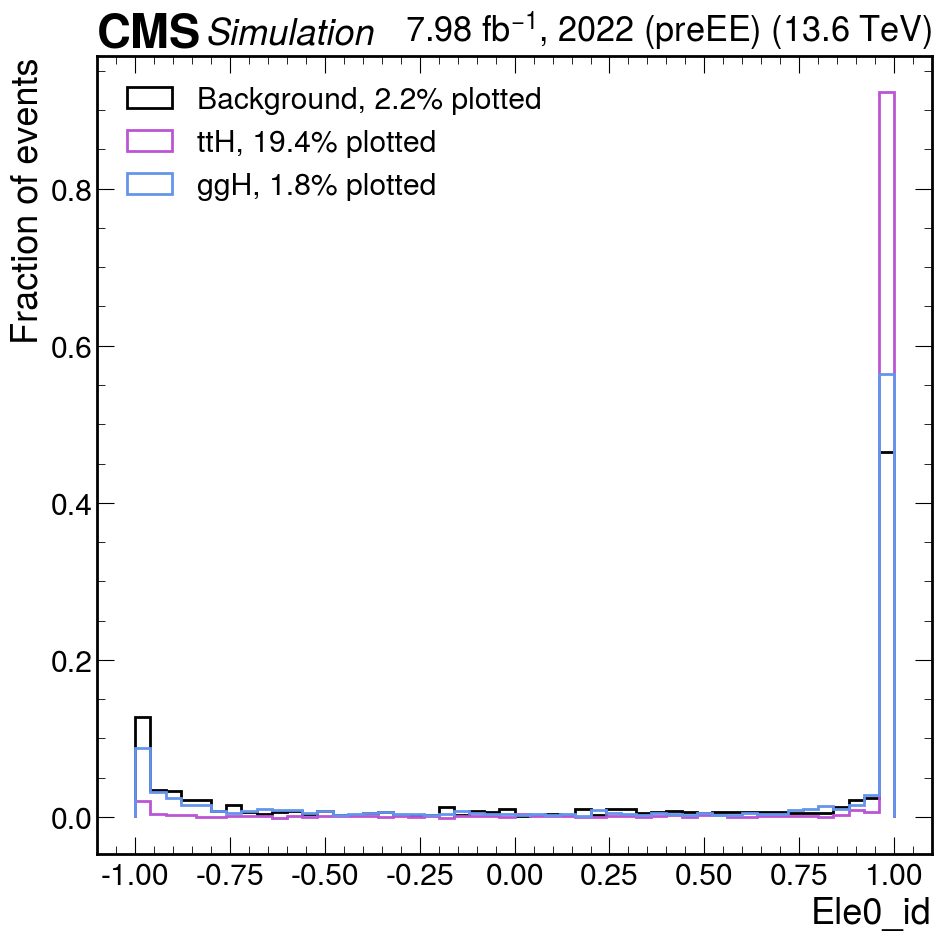 CMS Simulation 7.98 fb⁻¹, 2022 (preEE) (13.6 TeV)
Fraction of events
Background, 2.2% plotted
ttH, 19.4% plotted
ggH, 1.8% plotted
0.8
0.6
0.4
0.2
0.0
-1.00 -0.75 -0.50 -0.25 0.00 0.25 0.50 0.75 1.00
Ele0_id